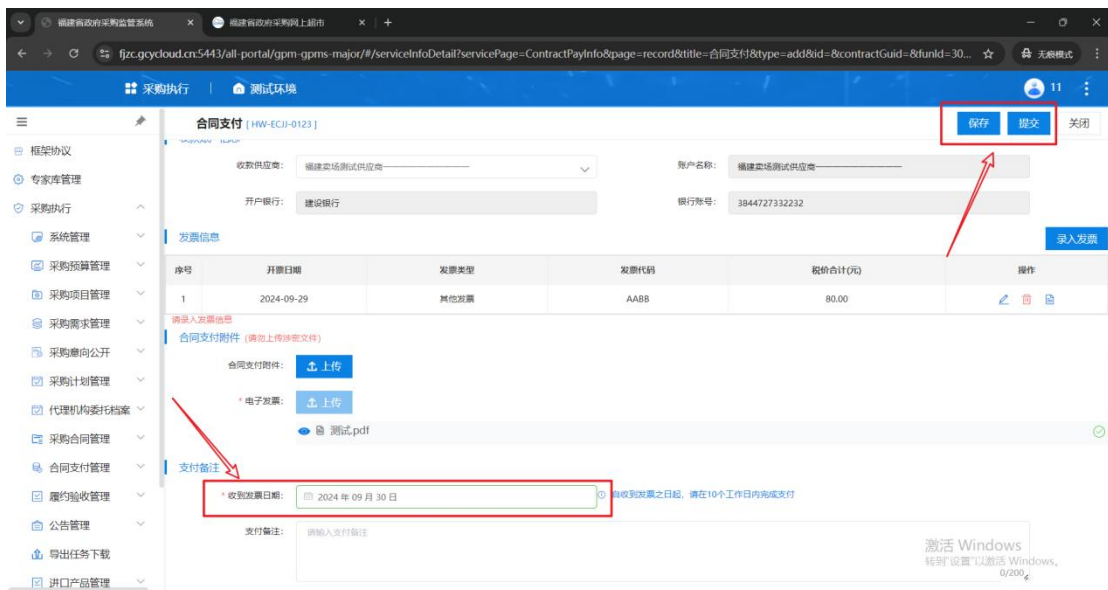 福建省政府采购监管系统
福建省政府采购网上超市
fjzc.gcycloud.cn:5443/all-portal/gpm-gpms-major/#/serviceInfoDetail?servicePage=ContractPayInfo&page=record&title=合同支付&type=add&id=&contractGuid=&funId=30...
无痕模式
采购执行
测试环境
11
合同支付 [ HW-ECJJ-0123 ]
保存
提交
关闭
框架协议
专家库管理
采购执行
系统管理
采购预算管理
采购项目管理
采购需求管理
采购意向公开
采购计划管理
代理机构委托档案
采购合同管理
合同支付管理
履约验收管理
公告管理
导出任务下载
进口产品管理
收款供应商: 福建卖场测试供应商
账户名称: 福建卖场测试供应商
开户银行: 建设银行
银行账号: 3844727332232
发票信息
录入发票
序号 开票日期 发票类型 发票代码 税价合计(元) 操作
1 2024-09-29 其他发票 AABB 80.00
请录入发票信息
合同支付附件 (请勿上传涉密文件)
合同支付附件: 上传
* 电子发票: 上传
测试.pdf
支付备注
* 收到发票日期: 2024 年 09 月 30 日
自收到发票之日起, 请在10个工作日内完成支付
支付备注: 请输入支付备注
0/200
激活 Windows
转到"设置"以激活 Windows。